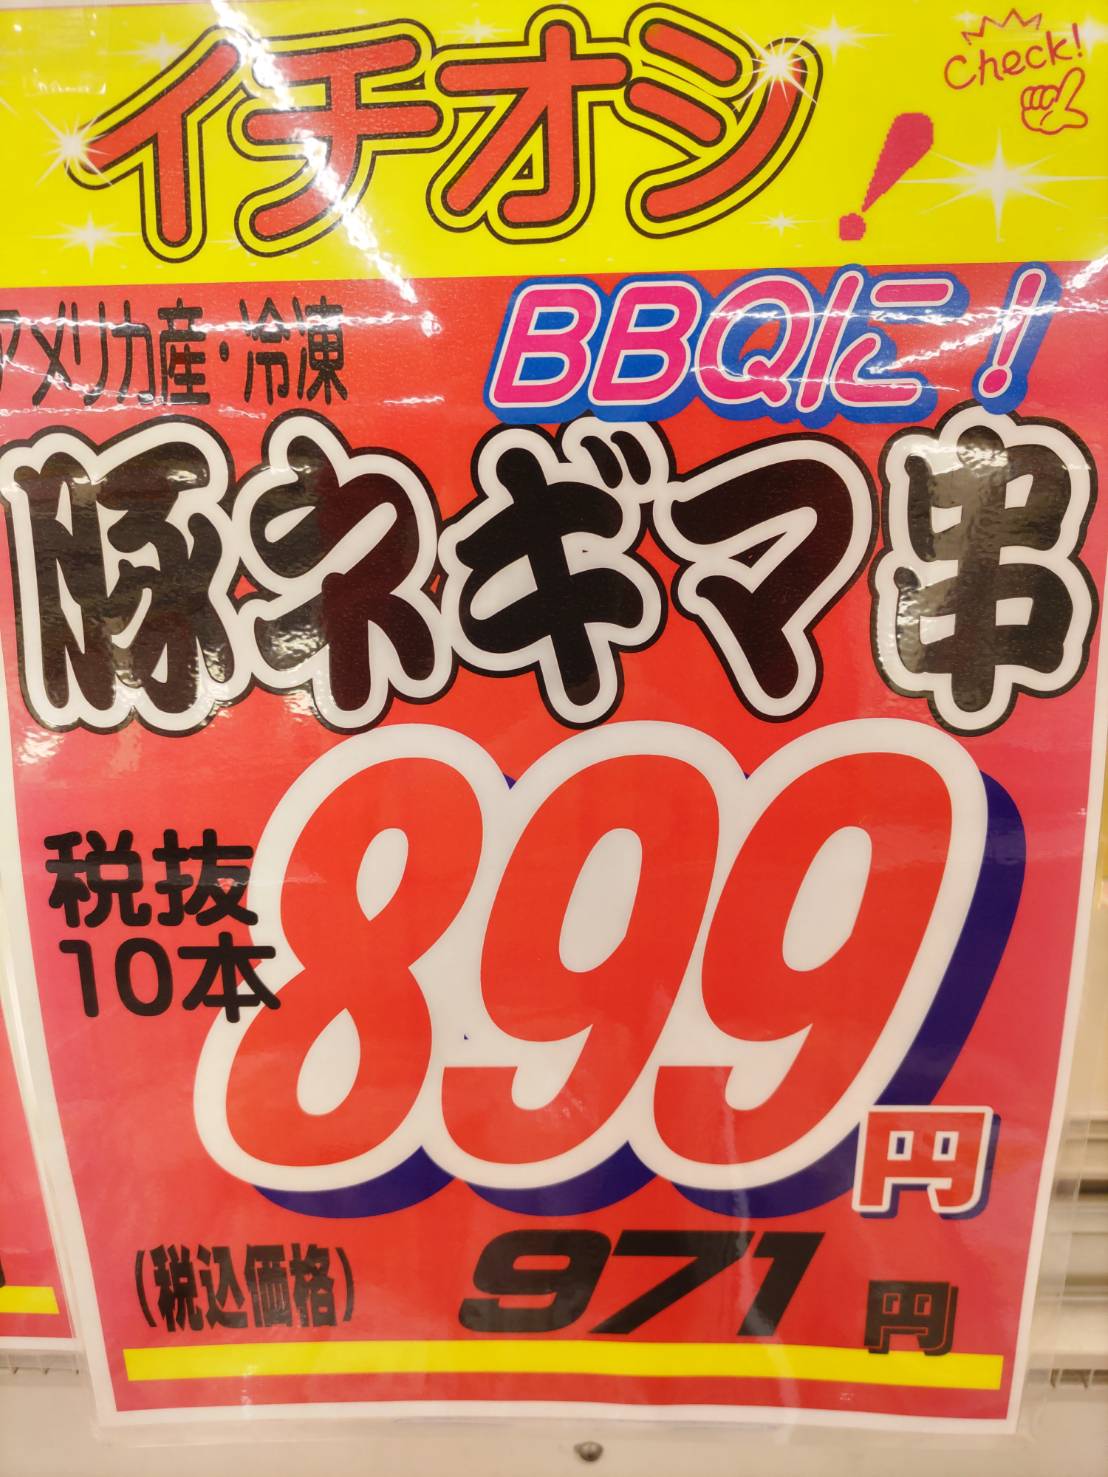 イチオシ!
Check!
アメリカ産・冷凍
BBQに!
豚ネギマ串
税抜
10本
899円
(税込価格) 971円